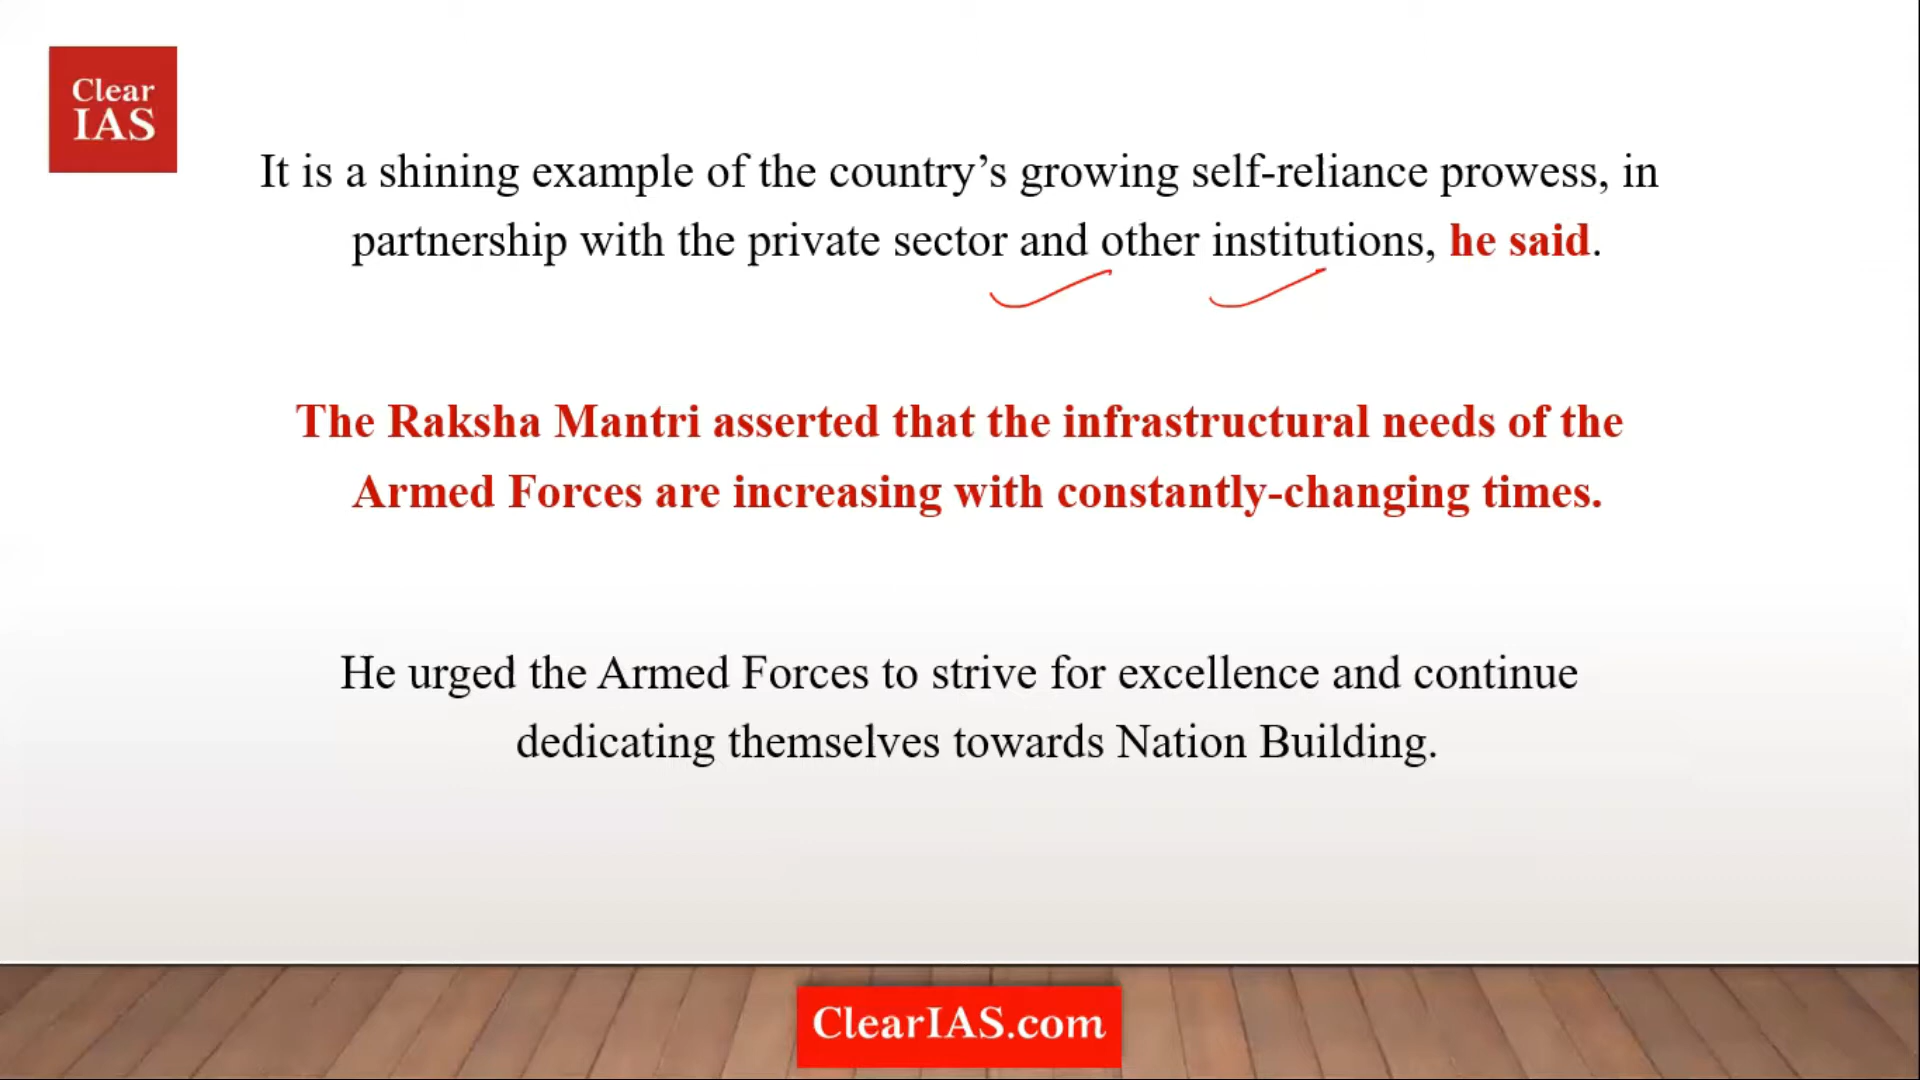 Clear
IAS
It is a shining example of the country’s growing self-reliance prowess, in
partnership with the private sector and other institutions, he said.
The Raksha Mantri asserted that the infrastructural needs of the
Armed Forces are increasing with constantly-changing times.
He urged the Armed Forces to strive for excellence and continue
dedicating themselves towards Nation Building.
ClearIAS.com